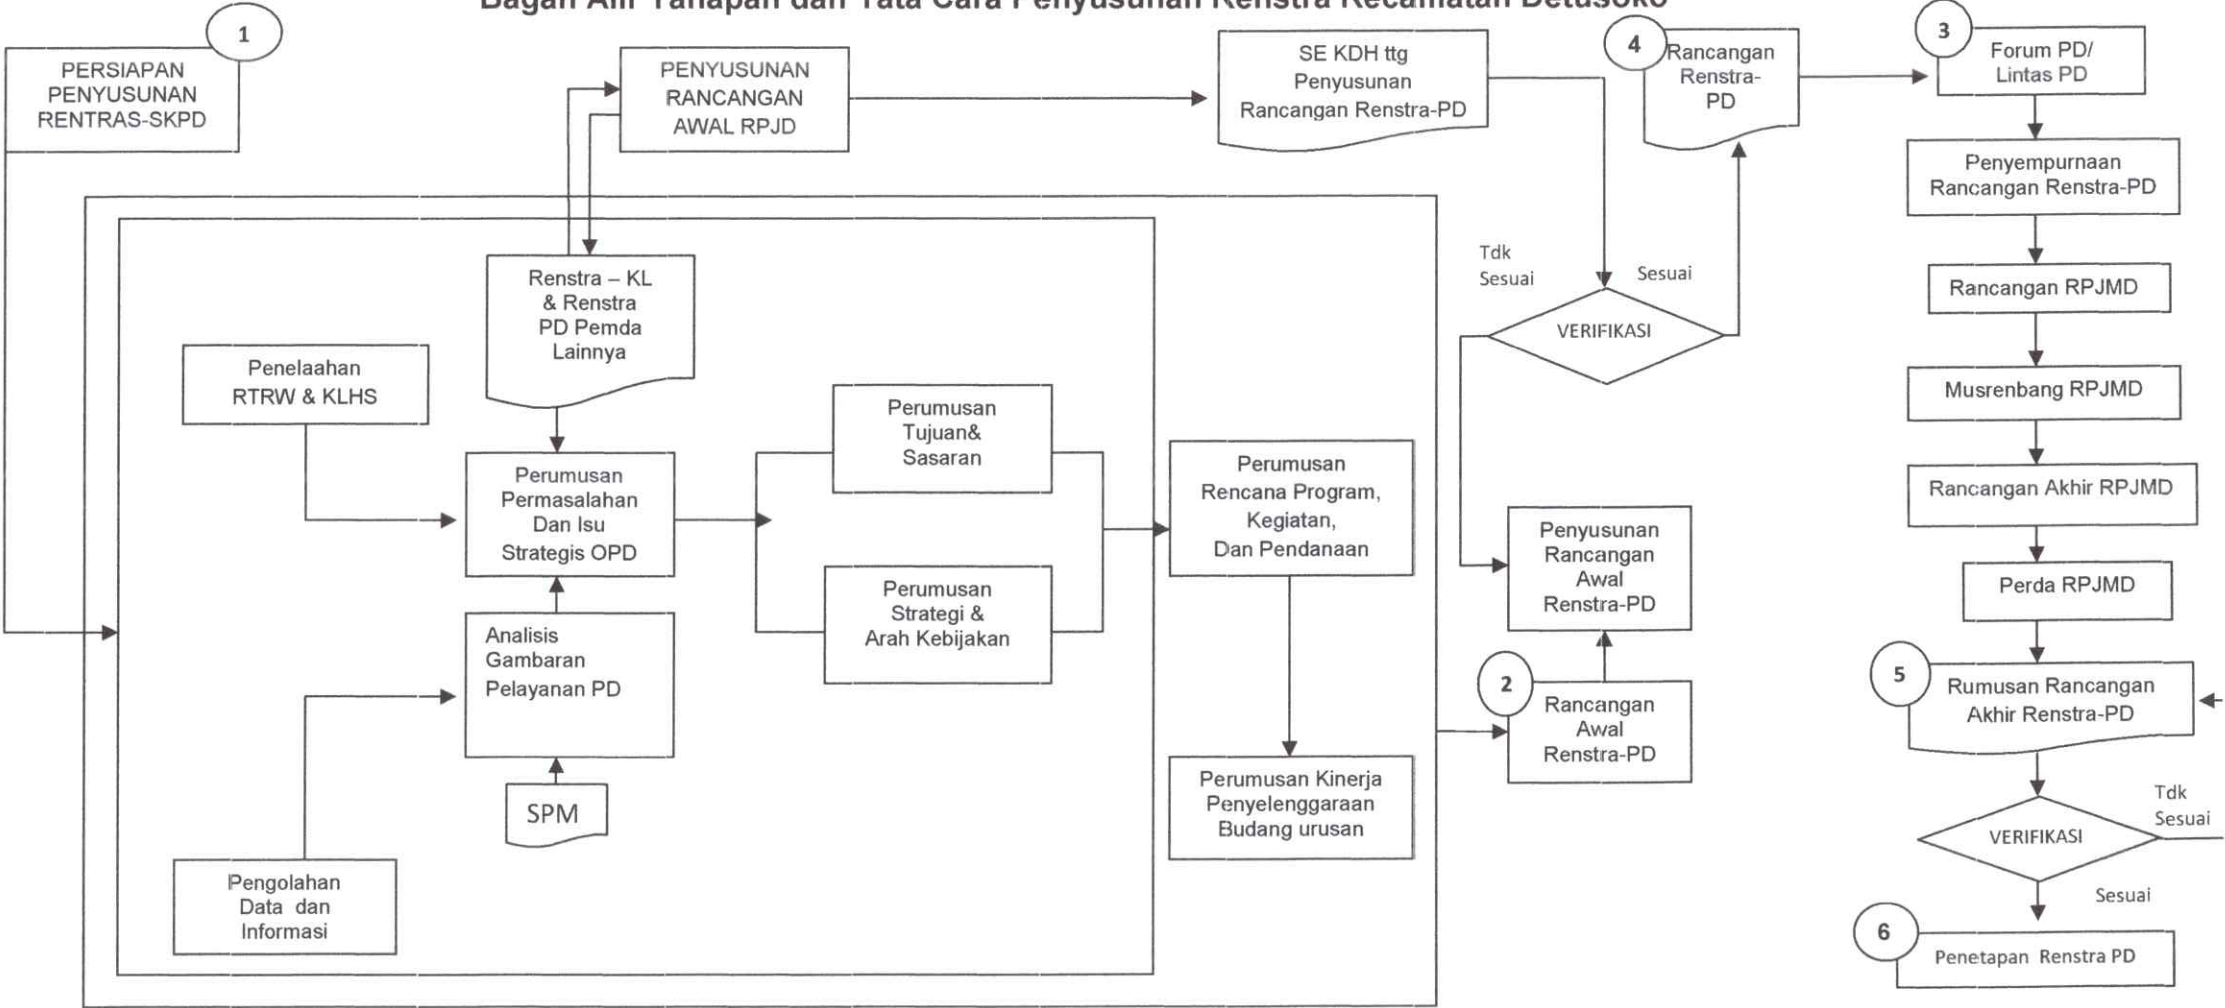 Bagan Alir Tahapan dan Tata Cara Penyusunan Renstra Kecamatan Detusoko
1
PERSIAPAN
PENYUSUNAN
RENTRAS-SKPD
PENYUSUNAN
RANCANGAN
AWAL RPJD
SE KDH ttg
Penyusunan
Rancangan Renstra-PD
4
Rancangan
Renstra-
PD
3
Forum PD/
Lintas PD
Penyempurnaan
Rancangan Renstra-PD
Rancangan RPJMD
Musrenbang RPJMD
Rancangan Akhir RPJMD
Perda RPJMD
5
Rumusan Rancangan
Akhir Renstra-PD
VERIFIKASI
Tdk
Sesuai
Sesuai
6
Penetapan Renstra PD
Tdk
Sesuai
Sesuai
VERIFIKASI
Penyusunan
Rancangan
Awal
Renstra-PD
2
Rancangan
Awal
Renstra-PD
Renstra – KL
& Renstra
PD Pemda
Lainnya
Penelaahan
RTRW & KLHS
Perumusan
Permasalahan
Dan Isu
Strategis OPD
Analisis
Gambaran
Pelayanan PD
SPM
Pengolahan
Data dan
Informasi
Perumusan
Tujuan&
Sasaran
Perumusan
Strategi &
Arah Kebijakan
Perumusan
Rencana Program,
Kegiatan,
Dan Pendanaan
Perumusan Kinerja
Penyelenggaraan
Budang urusan